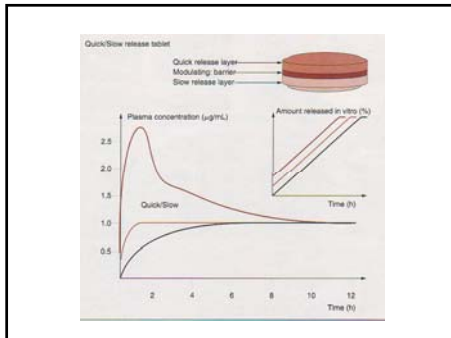 Quick/Slow release tablet
Quick release layer
Modulating: barrier
Slow release layer
Plasma concentration (µg/mL)
Amount released in vitro (%)
2.5
2.0
1.5
1.0
0.5
Quick/Slow
Time (h)
2 4 6 8 10 12
Time (h)